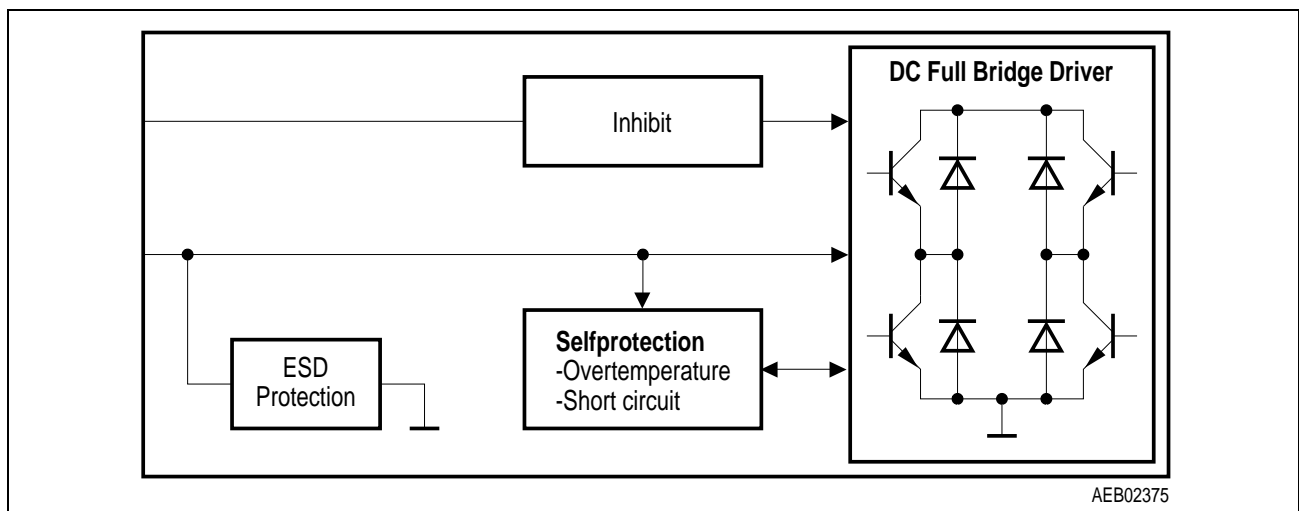 DC Full Bridge Driver
Inhibit
Selfprotection
-Overtemperature
-Short circuit
ESD
Protection
AEB02375